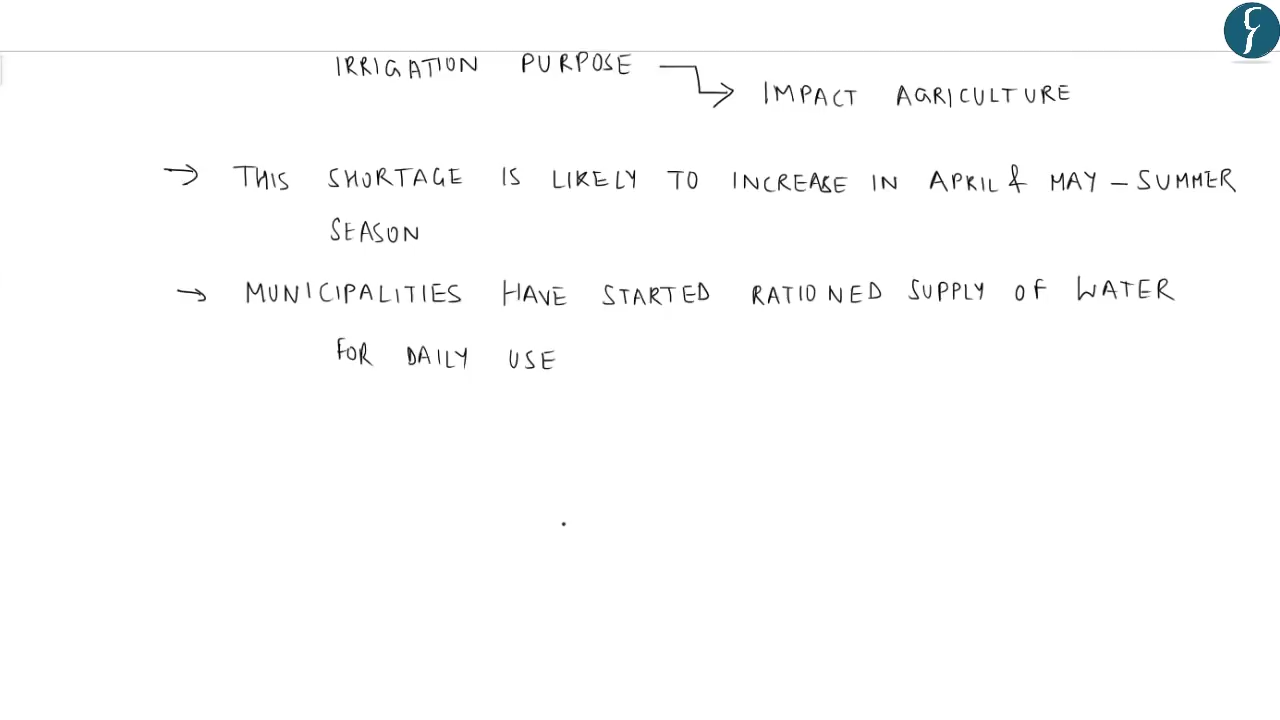 IRRIGATION PURPOSE
IMPACT AGRICULTURE
→ THIS SHORTAGE IS LIKELY TO INCREASE IN APRIL & MAY – SUMMER
SEASON
→ MUNICIPALITIES HAVE STARTED RATIONED SUPPLY OF WATER
FOR DAILY USE